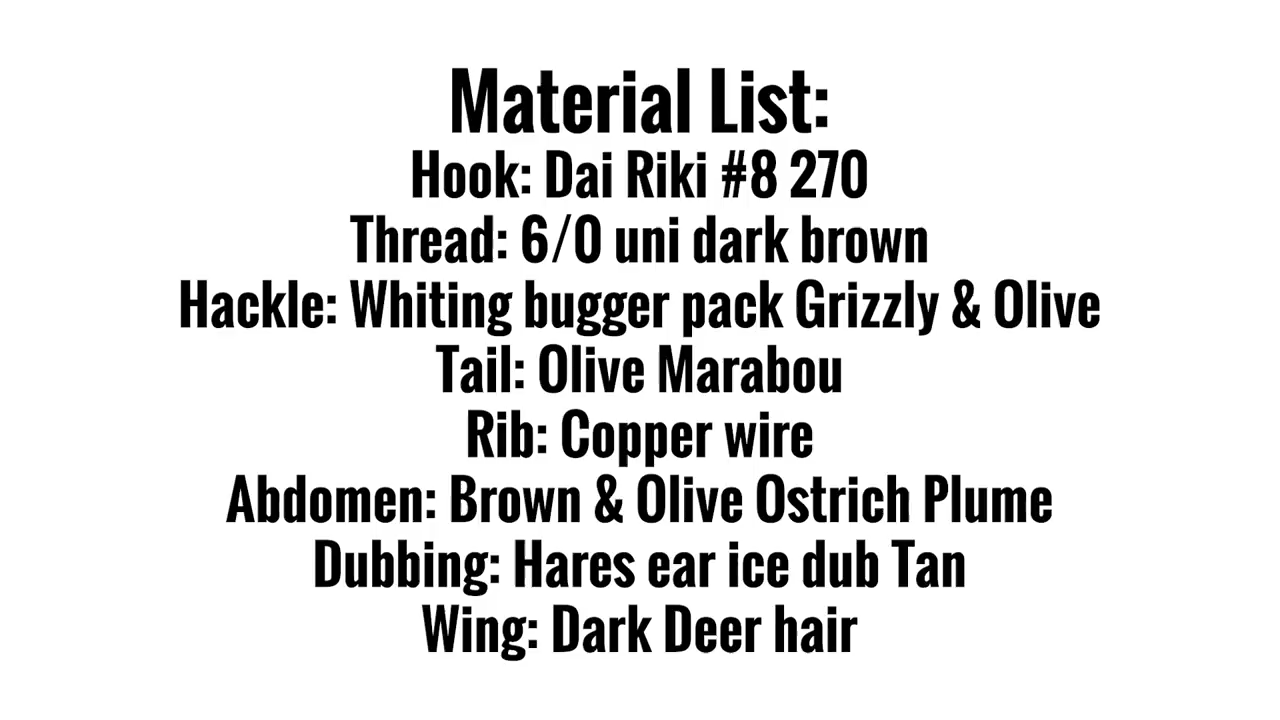 Material List:
Hook: Dai Riki #8 270
Thread: 6/0 uni dark brown
Hackle: Whiting bugger pack Grizzly & Olive
Tail: Olive Marabou
Rib: Copper wire
Abdomen: Brown & Olive Ostrich Plume
Dubbing: Hares ear ice dub Tan
Wing: Dark Deer hair